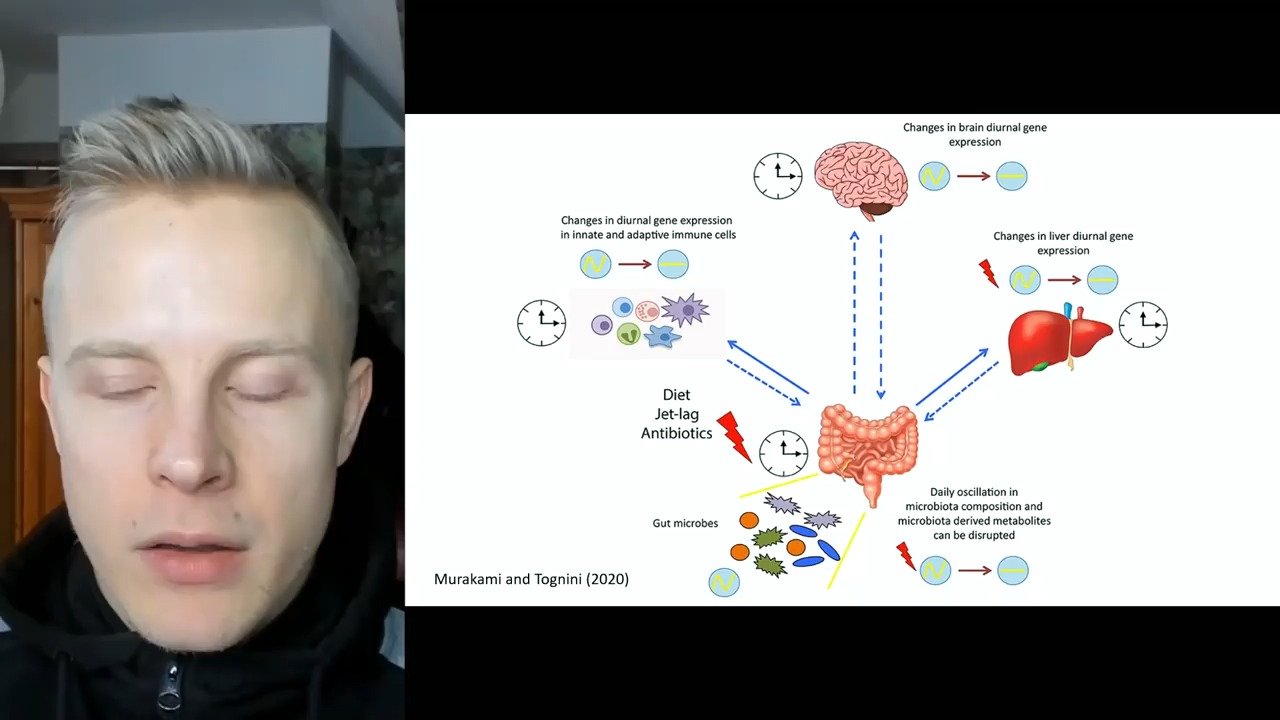 Changes in brain diurnal gene
expression
Changes in diurnal gene expression
in innate and adaptive immune cells
Changes in liver diurnal gene
expression
Diet
Jet-lag
Antibiotics
Daily oscillation in
microbiota composition and
microbiota derived metabolites
can be disrupted
Gut microbes
Murakami and Tognini (2020)